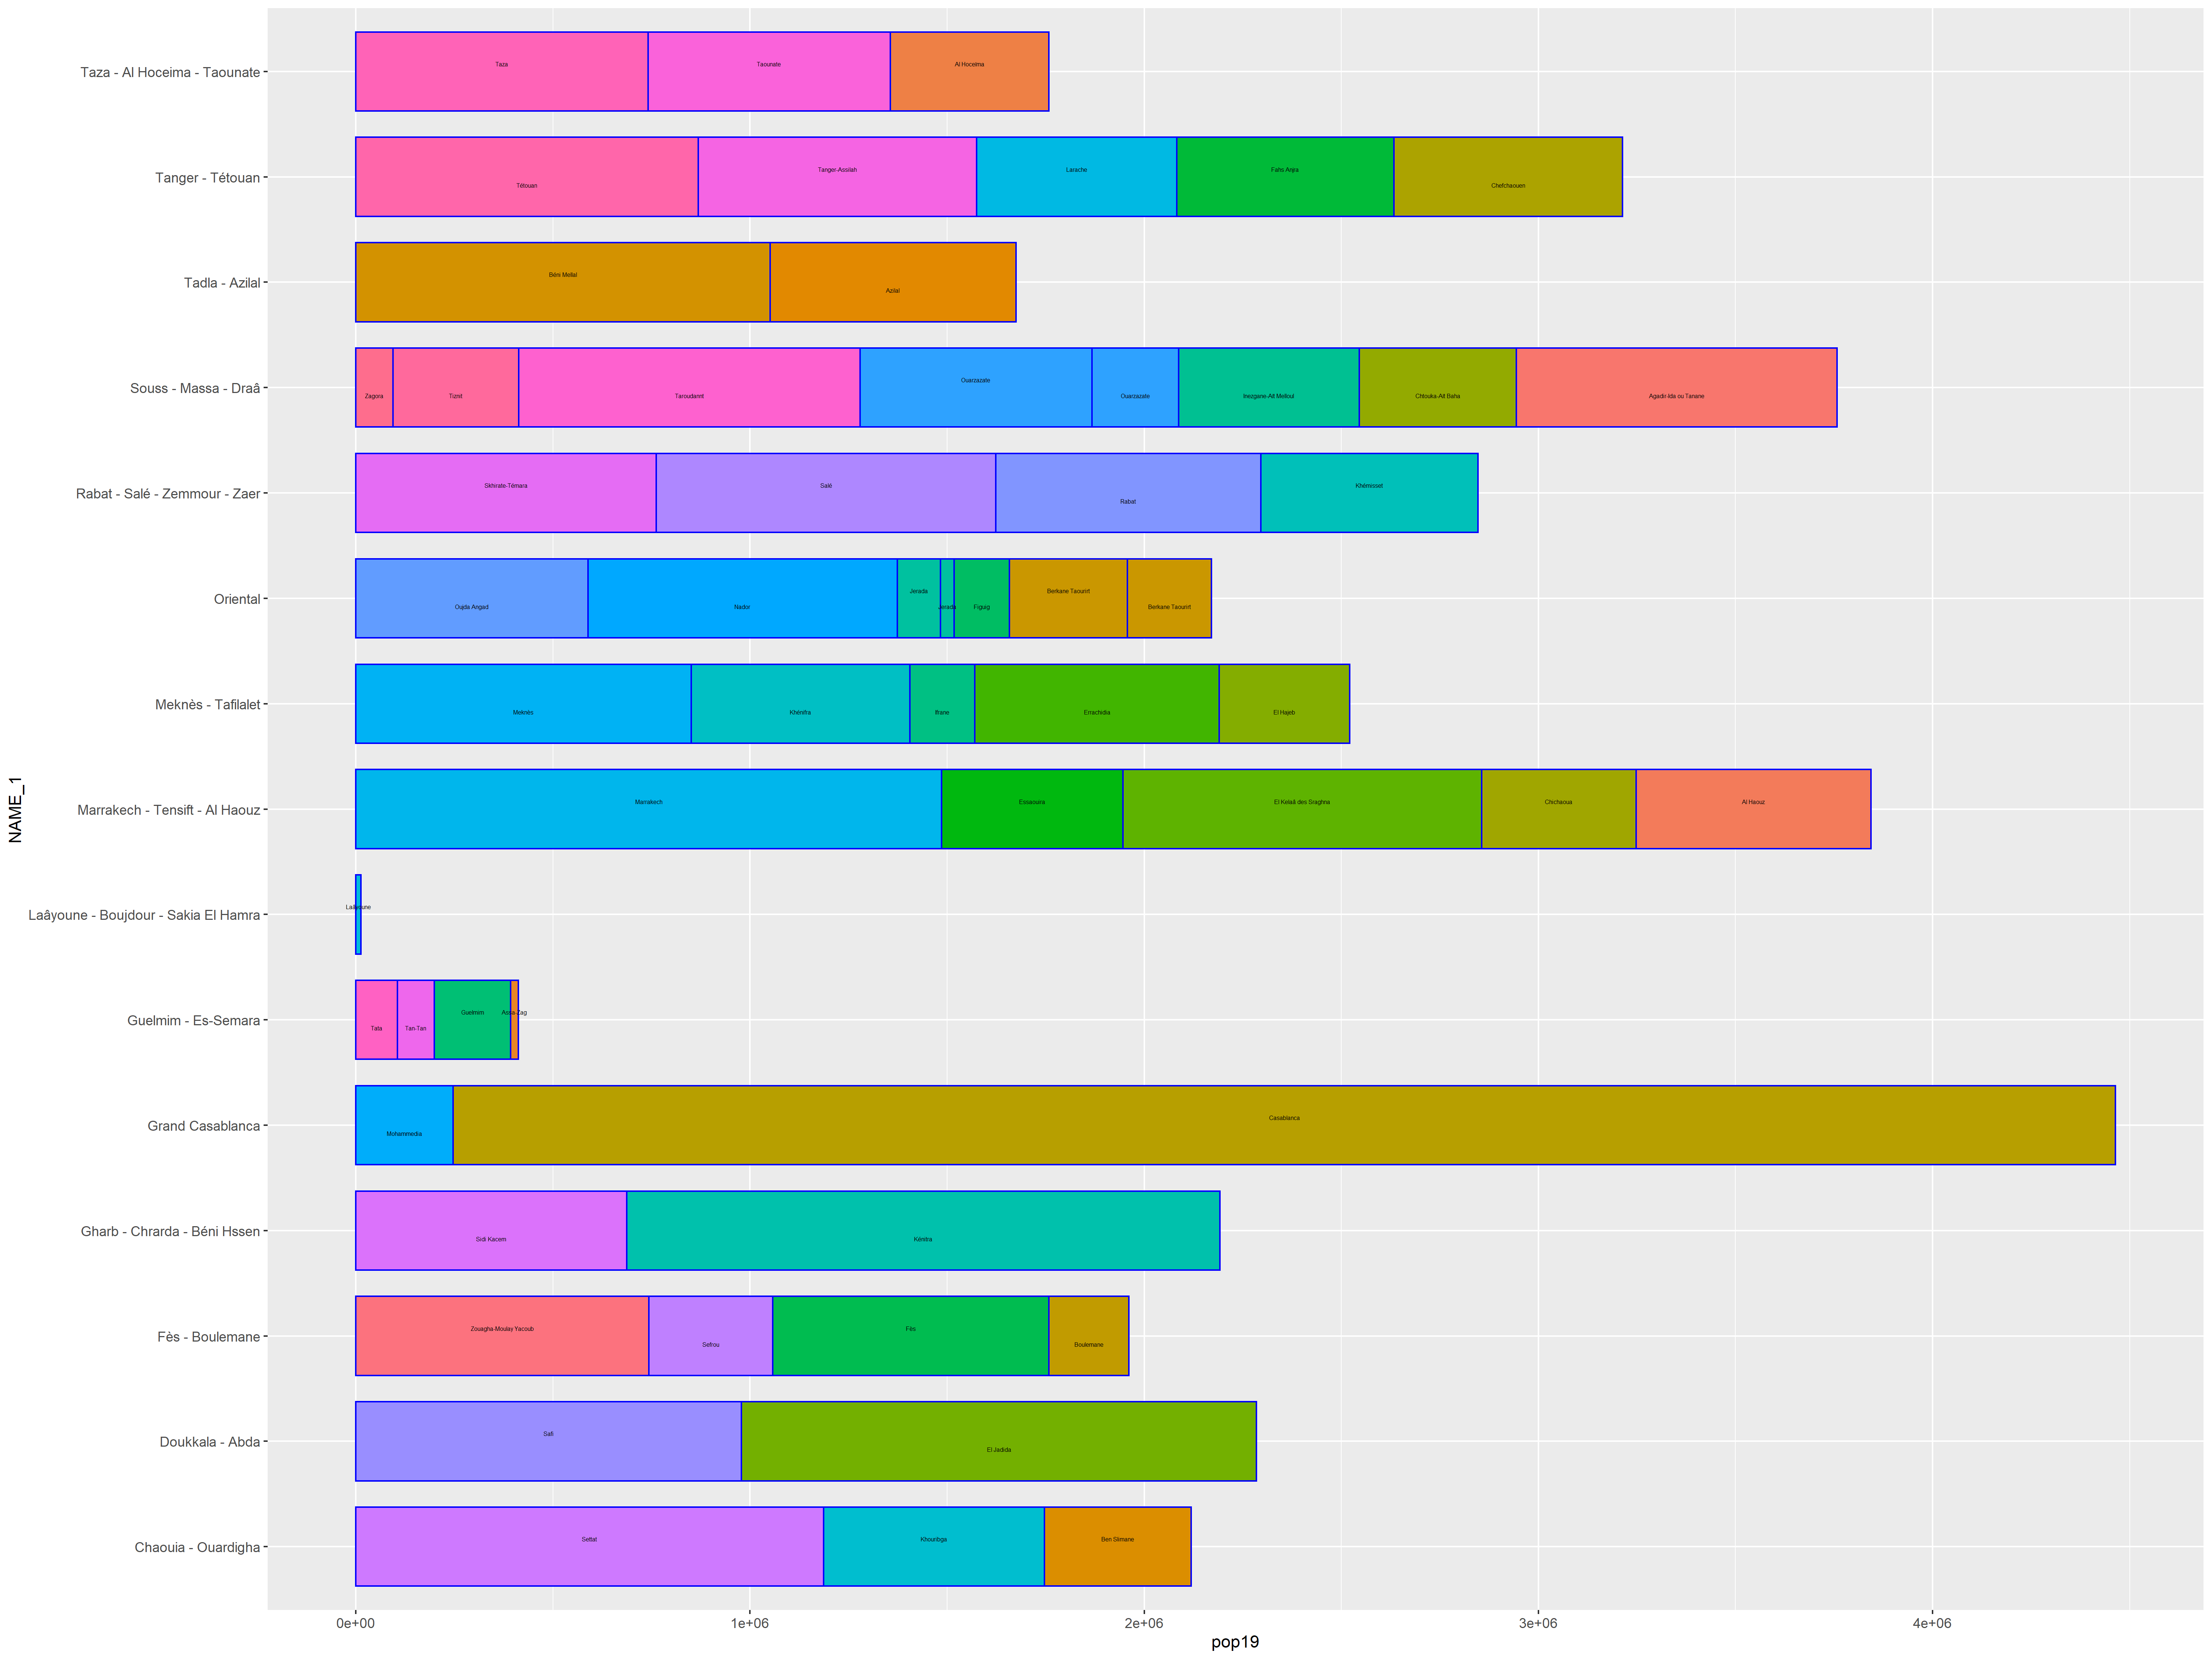 Taza - Al Hoceima - Taounate
Taza
Taounate
Al Hoceima
Tanger - Tétouan
Tétouan
Tanger-Assilah
Larache
Fahs Anjra
Chefchaouen
Tadla - Azilal
Béni Mellal
Azilal
Souss - Massa - Draâ
Zagora
Tiznit
Taroudannt
Ouarzazate
Ouarzazate
Inezgane-Aït Melloul
Chtouka-Aït Baha
Agadir-Ida ou Tanane
Rabat - Salé - Zemmour - Zaer
Skhirate-Témara
Salé
Rabat
Khémisset
Oriental
Oujda Angad
Nador
Jerada
Jerada
Figuig
Berkane Taourirt
Berkane Taourirt
Meknès - Tafilalet
Meknès
Khénifra
Ifrane
Errachidia
El Hajeb
Marrakech - Tensift - Al Haouz
Marrakech
Essaouira
El Kelaâ des Sraghna
Chichaoua
Al Haouz
Laâyoune - Boujdour - Sakia El Hamra
Laâyoune
Guelmim - Es-Semara
Tata
Tan-Tan
Guelmim
Assa-Zag
Grand Casablanca
Mohammedia
Casablanca
Gharb - Chrarda - Béni Hssen
Sidi Kacem
Kénitra
Fès - Boulemane
Zouagha-Moulay Yacoub
Sefrou
Fès
Boulemane
Doukkala - Abda
Safi
El Jadida
Chaouia - Ouardigha
Settat
Khouribga
Ben Slimane
NAME_1
0e+00
1e+06
2e+06
3e+06
4e+06
pop19